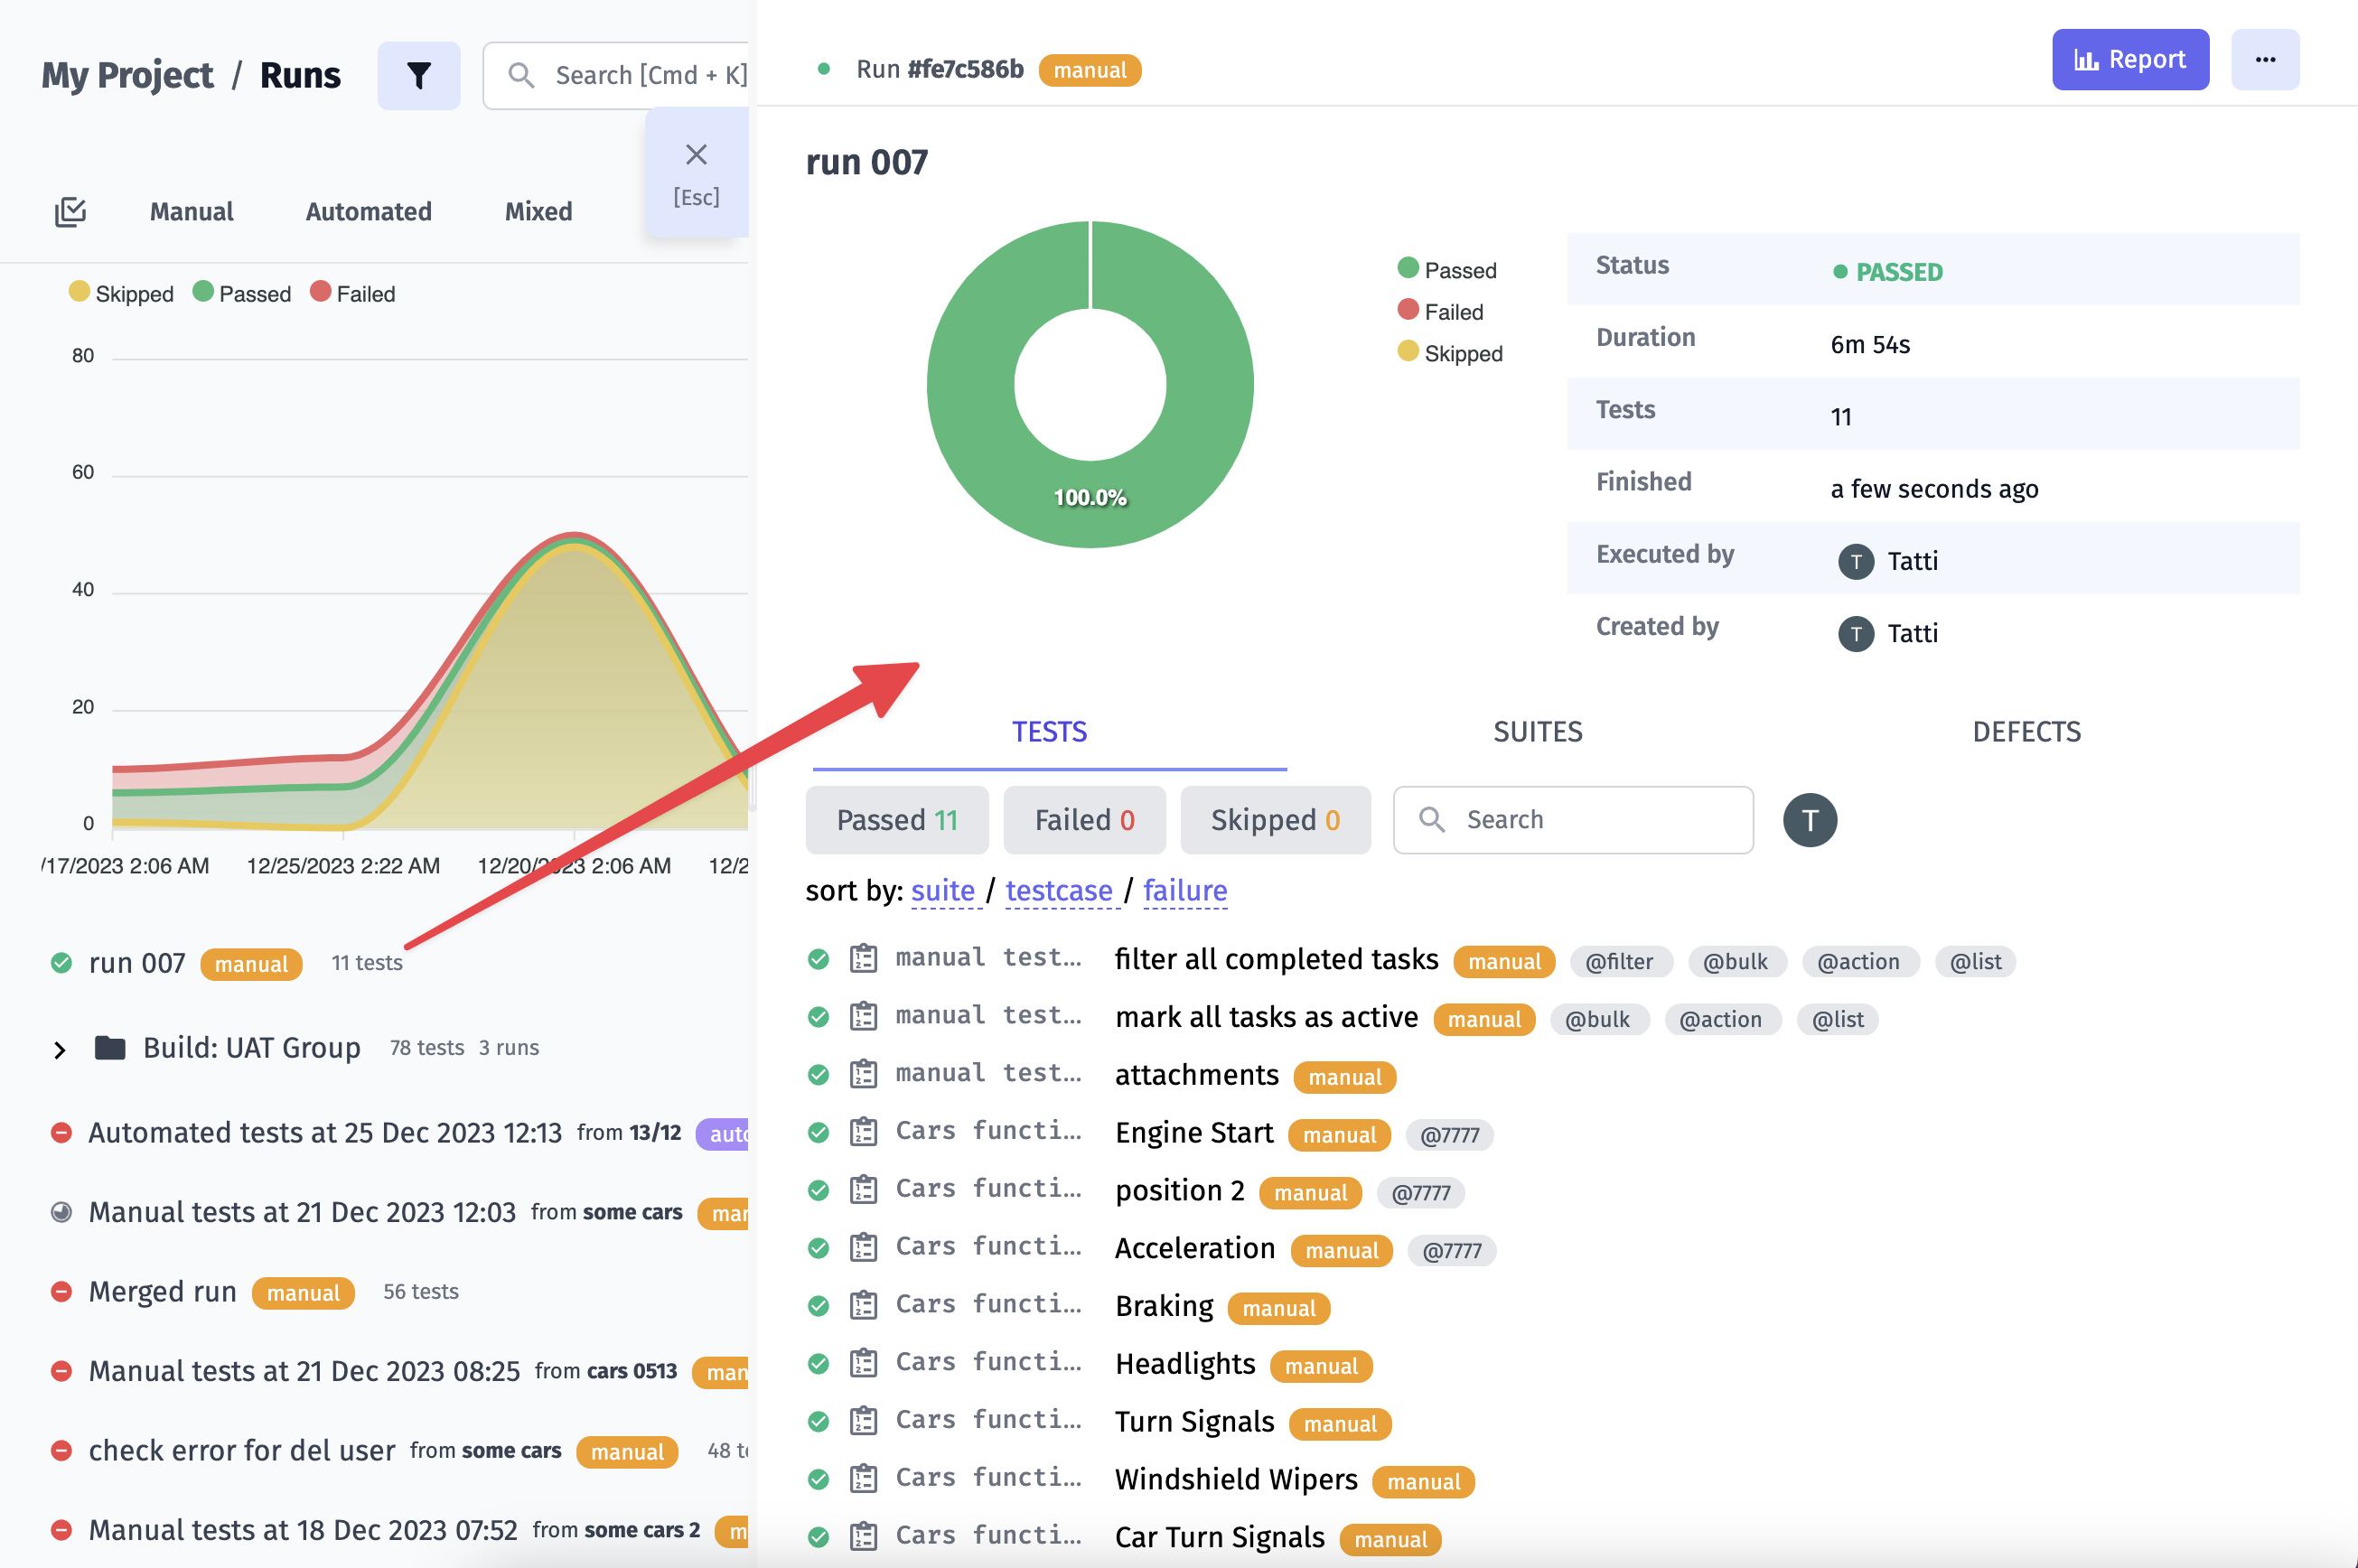 My Project / Runs
Search [Cmd + K]
[Esc]
Manual Automated Mixed
Skipped Passed Failed
80
60
40
20
0
/17/2023 2:06 AM 12/25/2023 2:22 AM 12/20/2023 2:06 AM 12/2
run 007 manual 11 tests
Build: UAT Group 78 tests 3 runs
Automated tests at 25 Dec 2023 12:13 from 13/12 auto
Manual tests at 21 Dec 2023 12:03 from some cars man
Merged run manual 56 tests
Manual tests at 21 Dec 2023 08:25 from cars 0513 man
check error for del user from some cars manual 48 te
Manual tests at 18 Dec 2023 07:52 from some cars 2 m
Run #fe7c586b manual
Report
run 007
100.0%
Passed
Failed
Skipped
Status PASSED
Duration 6m 54s
Tests 11
Finished a few seconds ago
Executed by T Tatti
Created by T Tatti
TESTS SUITES DEFECTS
Passed 11 Failed 0 Skipped 0 Search T
sort by: suite / testcase / failure
manual test... filter all completed tasks manual @filter @bulk @action @list
manual test... mark all tasks as active manual @bulk @action @list
manual test... attachments manual
Cars functi... Engine Start manual @7777
Cars functi... position 2 manual @7777
Cars functi... Acceleration manual @7777
Cars functi... Braking manual
Cars functi... Headlights manual
Cars functi... Turn Signals manual
Cars functi... Windshield Wipers manual
Cars functi... Car Turn Signals manual